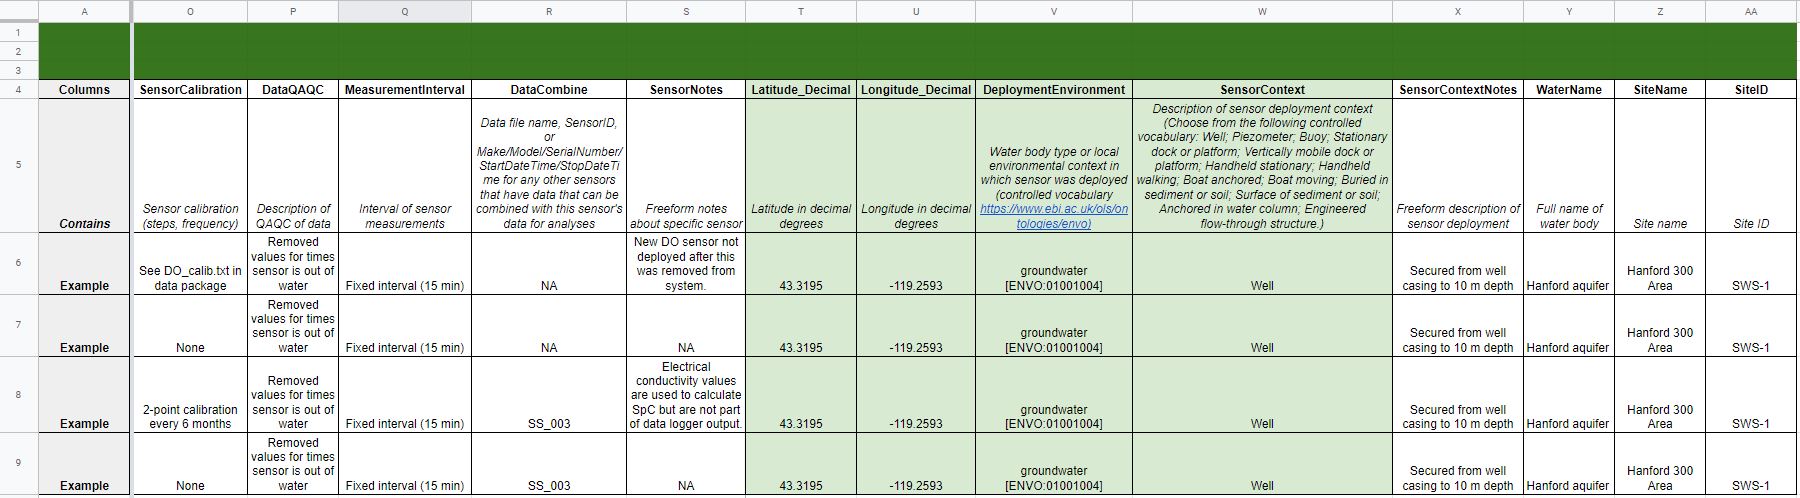 A O P Q R S T U V W X Y Z AA
1
2
3
4 Columns SensorCalibration DataQAQC MeasurementInterval DataCombine SensorNotes Latitude_Decimal Longitude_Decimal DeploymentEnvironment SensorContext SensorContextNotes WaterName SiteName SiteID
5
Contains
Sensor calibration
(steps, frequency)
Description of
QAQC of data
Interval of sensor
measurements
Data file name, SensorID,
or
Make/Model/SerialNumber/
StartDateTime/StopDateTi
me for any other sensors
that have data that can be
combined with this sensor's
data for analyses
Freeform notes
about specific sensor
Latitude in decimal
degrees
Longitude in decimal
degrees
Water body type or local
environmental context in
which sensor was deployed
(controlled vocabulary
https://www.ebi.ac.uk/ols/on
tologies/envo)
Description of sensor deployment context
(Choose from the following controlled
vocabulary: Well; Piezometer; Buoy; Stationary
dock or platform; Vertically mobile dock or
platform; Handheld stationary; Handheld
walking; Boat anchored; Boat moving; Buried in
sediment or soil; Surface of sediment or soil;
Anchored in water column; Engineered
flow-through structure.)
Freeform description of
sensor deployment
Full name of
water body
Site name
Site ID
6
Example
See DO_calib.txt in
data package
Removed
values for times
sensor is out of
water
Fixed interval (15 min)
NA
New DO sensor not
deployed after this
was removed from
system.
43.3195
-119.2593
groundwater
[ENVO:01001004]
Well
Secured from well
casing to 10 m depth
Hanford aquifer
Hanford 300
Area
SWS-1
7
Example
None
Removed
values for times
sensor is out of
water
Fixed interval (15 min)
NA
NA
43.3195
-119.2593
groundwater
[ENVO:01001004]
Well
Secured from well
casing to 10 m depth
Hanford aquifer
Hanford 300
Area
SWS-1
8
Example
2-point calibration
every 6 months
Removed
values for times
sensor is out of
water
Fixed interval (15 min)
SS_003
Electrical
conductivity values
are used to calculate
SpC but are not part
of data logger output.
43.3195
-119.2593
groundwater
[ENVO:01001004]
Well
Secured from well
casing to 10 m depth
Hanford aquifer
Hanford 300
Area
SWS-1
9
Example
None
Removed
values for times
sensor is out of
water
Fixed interval (15 min)
SS_003
NA
43.3195
-119.2593
groundwater
[ENVO:01001004]
Well
Secured from well
casing to 10 m depth
Hanford aquifer
Hanford 300
Area
SWS-1